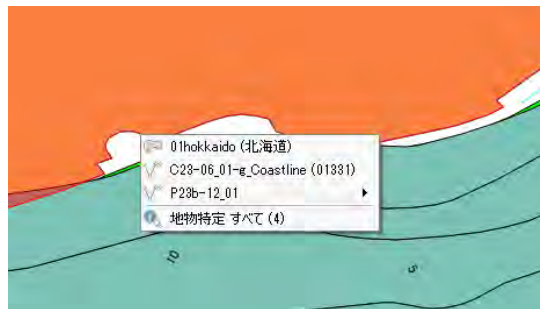 01hokkaido (北海道)
C23-06_01-g_Coastline (01331)
P23b-12_01
地物特定 すべて (4)
10
5